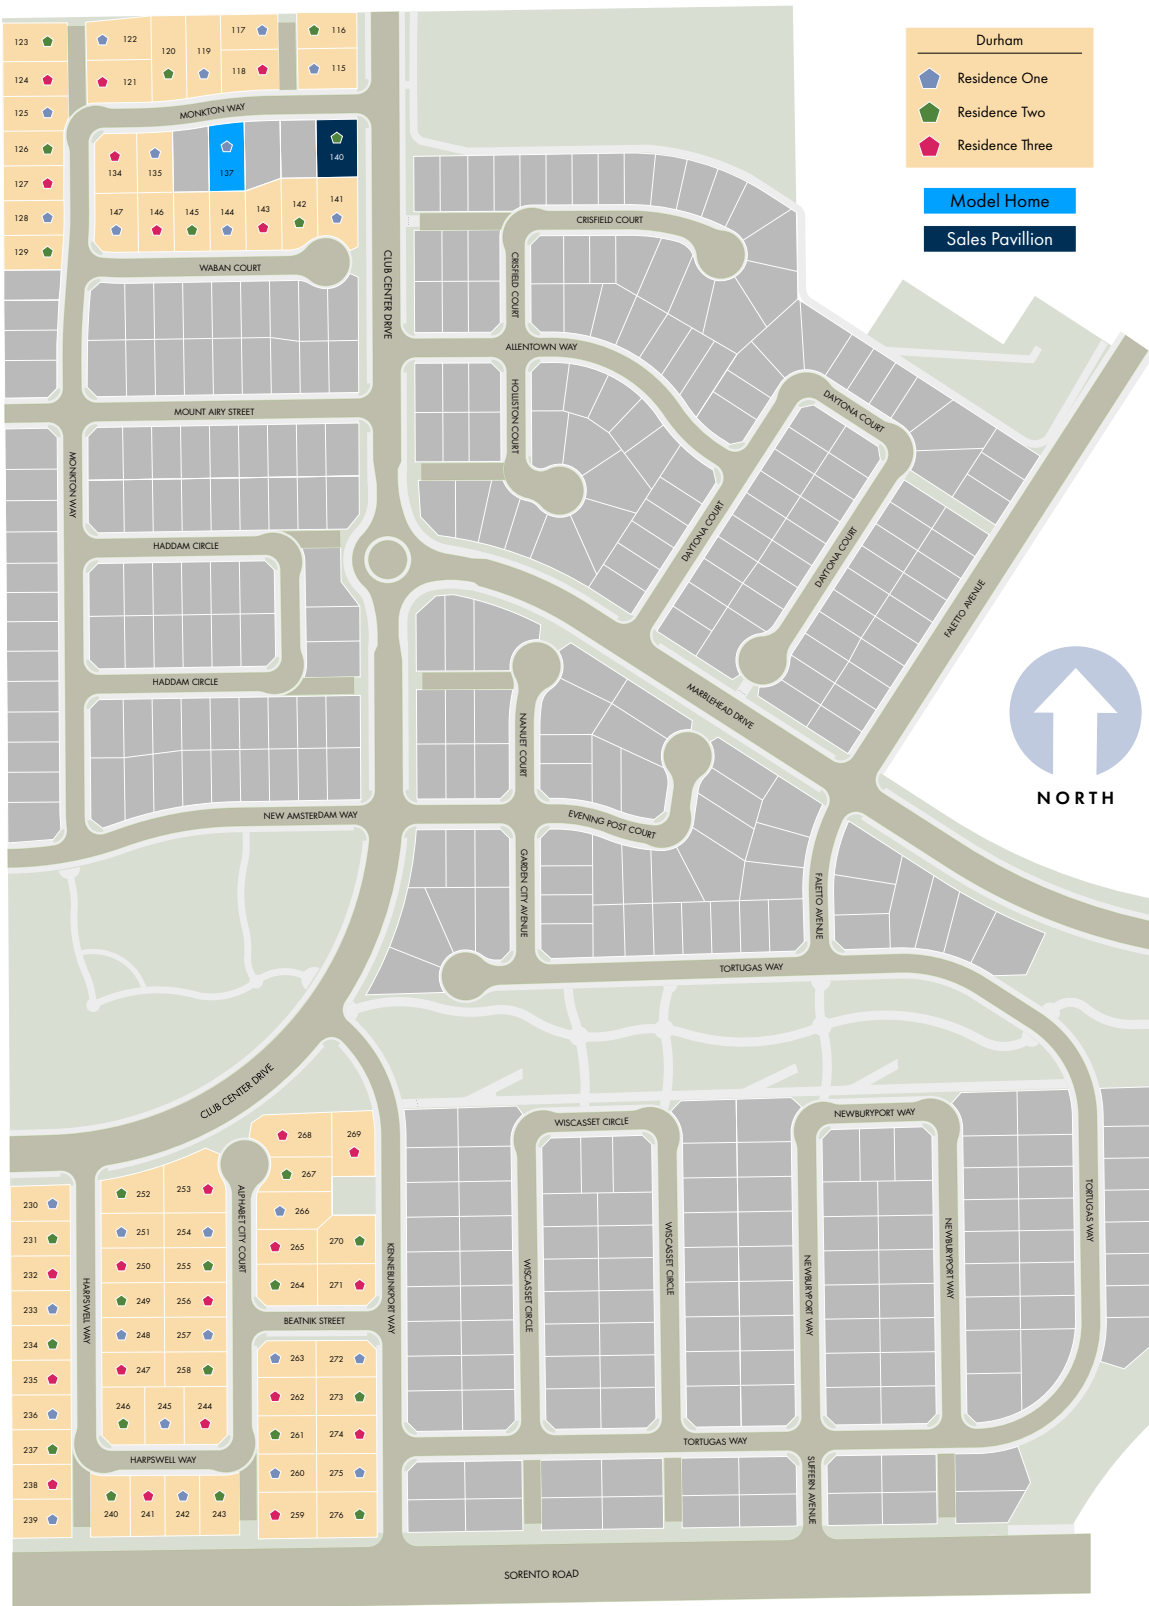 Durham
Residence One
Residence Two
Residence Three
Model Home
Sales Pavillion
NORTH
117
116
123
122
120
119
118
115
124
121
125
MONKTON WAY
126
134
135
137
140
127
128
147
146
145
144
143
142
141
129
WABAN COURT
CLUB CENTER DRIVE
CRISFIELD COURT
CRISFIELD COURT
ALLENTOWN WAY
HOLLISTON COURT
DAYTONA COURT
MOUNT AIRY STREET
MONKTON WAY
DAYTONA COURT
DAYTONA COURT
HADDAM CIRCLE
FALETTO AVENUE
HADDAM CIRCLE
MARBLEHEAD DRIVE
NANUET COURT
NEW AMSTERDAM WAY
EVENING POST COURT
GARDEN CITY AVENUE
FALETTO AVENUE
TORTUGAS WAY
CLUB CENTER DRIVE
WISCASSET CIRCLE
NEWBURYPORT WAY
268
269
267
266
265
270
264
271
252
253
251
254
250
255
249
256
248
257
247
258
246
245
244
ALPHABET CITY COURT
KENNEBUNKPORT WAY
HARPSWELL WAY
WISCASSET CIRCLE
WISCASSET CIRCLE
NEWBURYPORT WAY
NEWBURYPORT WAY
TORTUGAS WAY
230
231
232
233
234
235
236
237
238
239
BEATNIK STREET
263
272
262
273
261
274
260
275
259
276
HARPSWELL WAY
240
241
242
243
TORTUGAS WAY
SUFFERN AVENUE
SORENTO ROAD